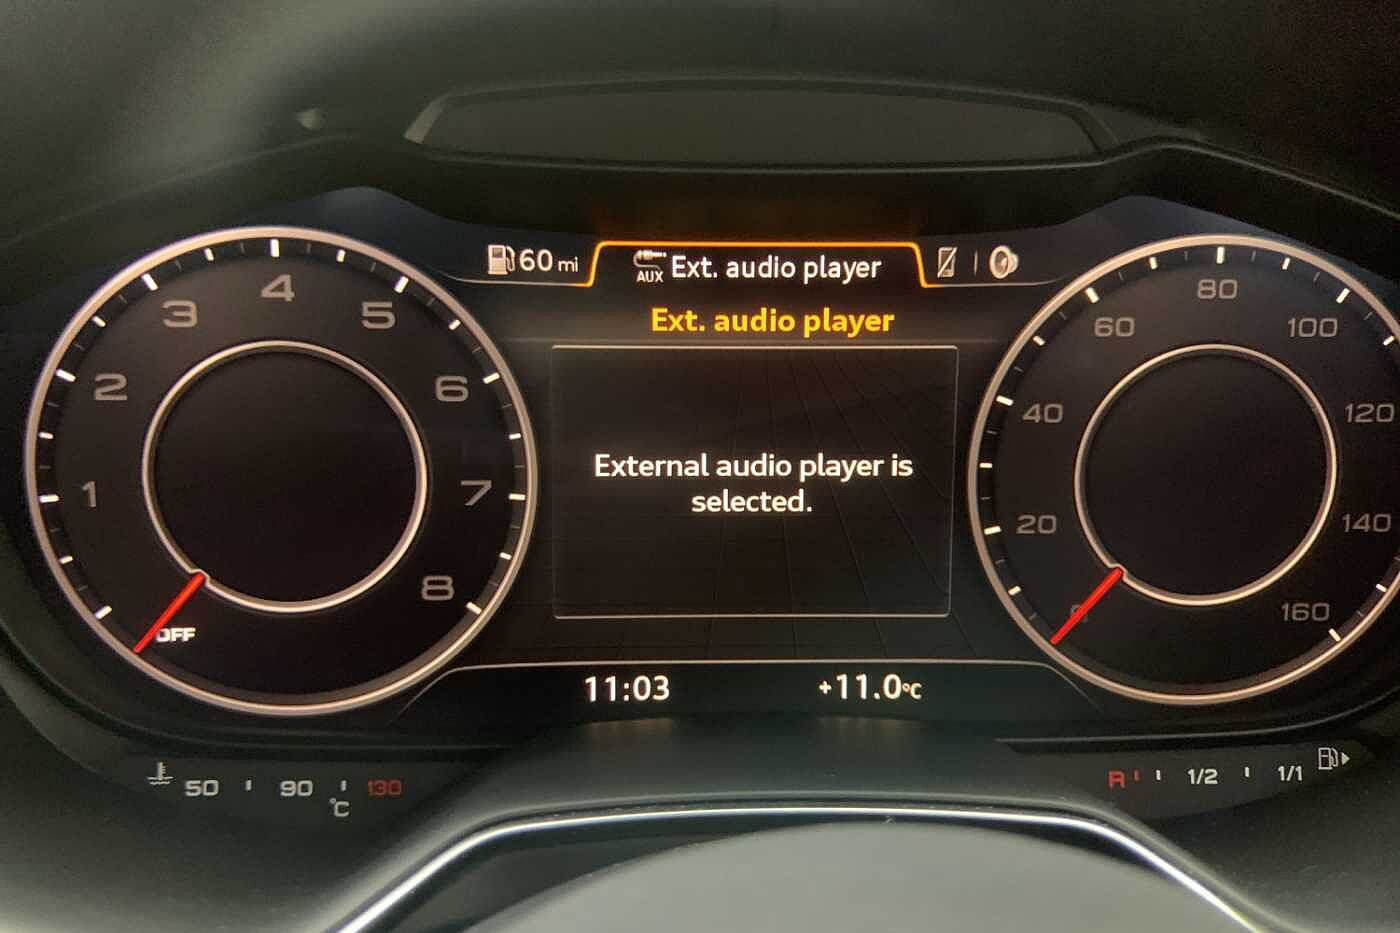 60 mi
AUX Ext. audio player
Ext. audio player
External audio player is
selected.
11:03
+11.0°C
1
2
3
4
5
6
7
8
OFF
20
40
60
80
100
120
140
160
50 90 130
°C
R 1/2 1/1